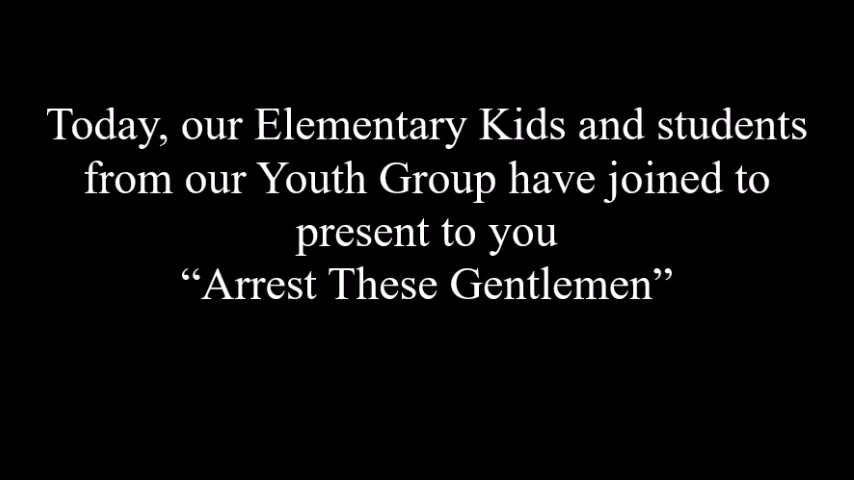 Today, our Elementary Kids and students
from our Youth Group have joined to
present to you
“Arrest These Gentlemen”